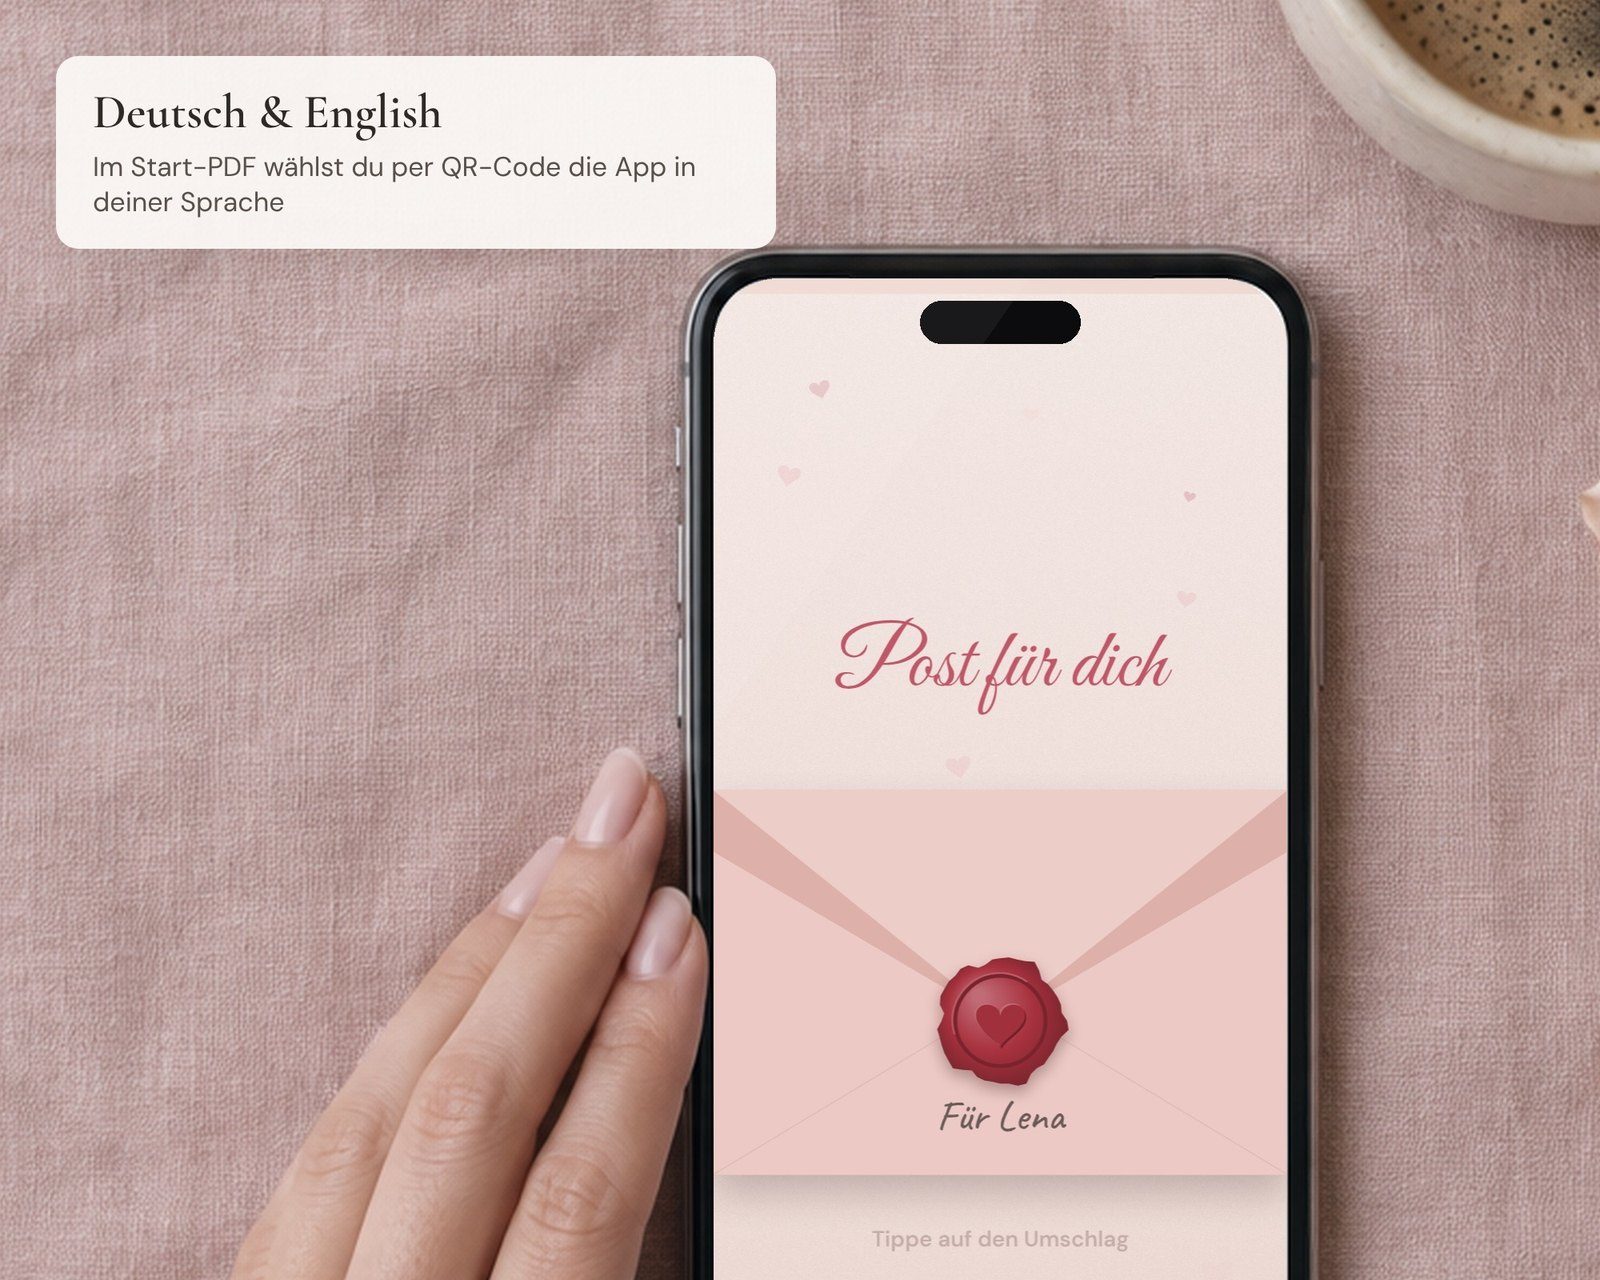 Deutsch & English
Im Start-PDF wählst du per QR-Code die App in
deiner Sprache
Post für dich
Für Lena
Tippe auf den Umschlag